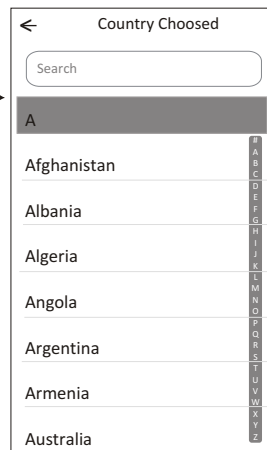 Country Choosed
Search
A
Afghanistan
Albania
Algeria
Angola
Argentina
Armenia
Australia
#
A
B
C
D
E
F
G
H
I
J
K
L
M
N
O
P
Q
R
S
T
U
V
W
X
Y
Z